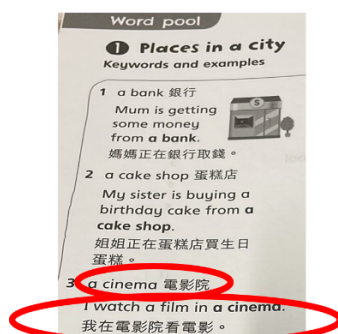 Word pool
1 Places in a city
Keywords and examples
1 a bank 銀行
Mum is getting
some money
from a bank.
媽媽正在銀行取錢。
2 a cake shop 蛋糕店
My sister is buying a
birthday cake from a
cake shop.
姐姐正在蛋糕店買生日
蛋糕。
3 a cinema 電影院
I watch a film in a cinema.
我在電影院看電影。